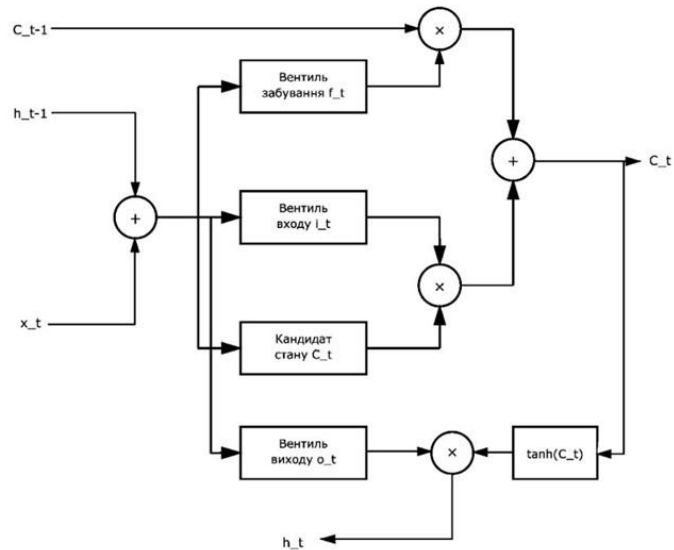 C_t-1
×
Вентиль
забування f_t
h_t-1
+
C_t
+
Вентиль
входу i_t
×
x_t
Кандидат
стану C_t
Вентиль
виходу o_t
×
tanh(C_t)
h_t